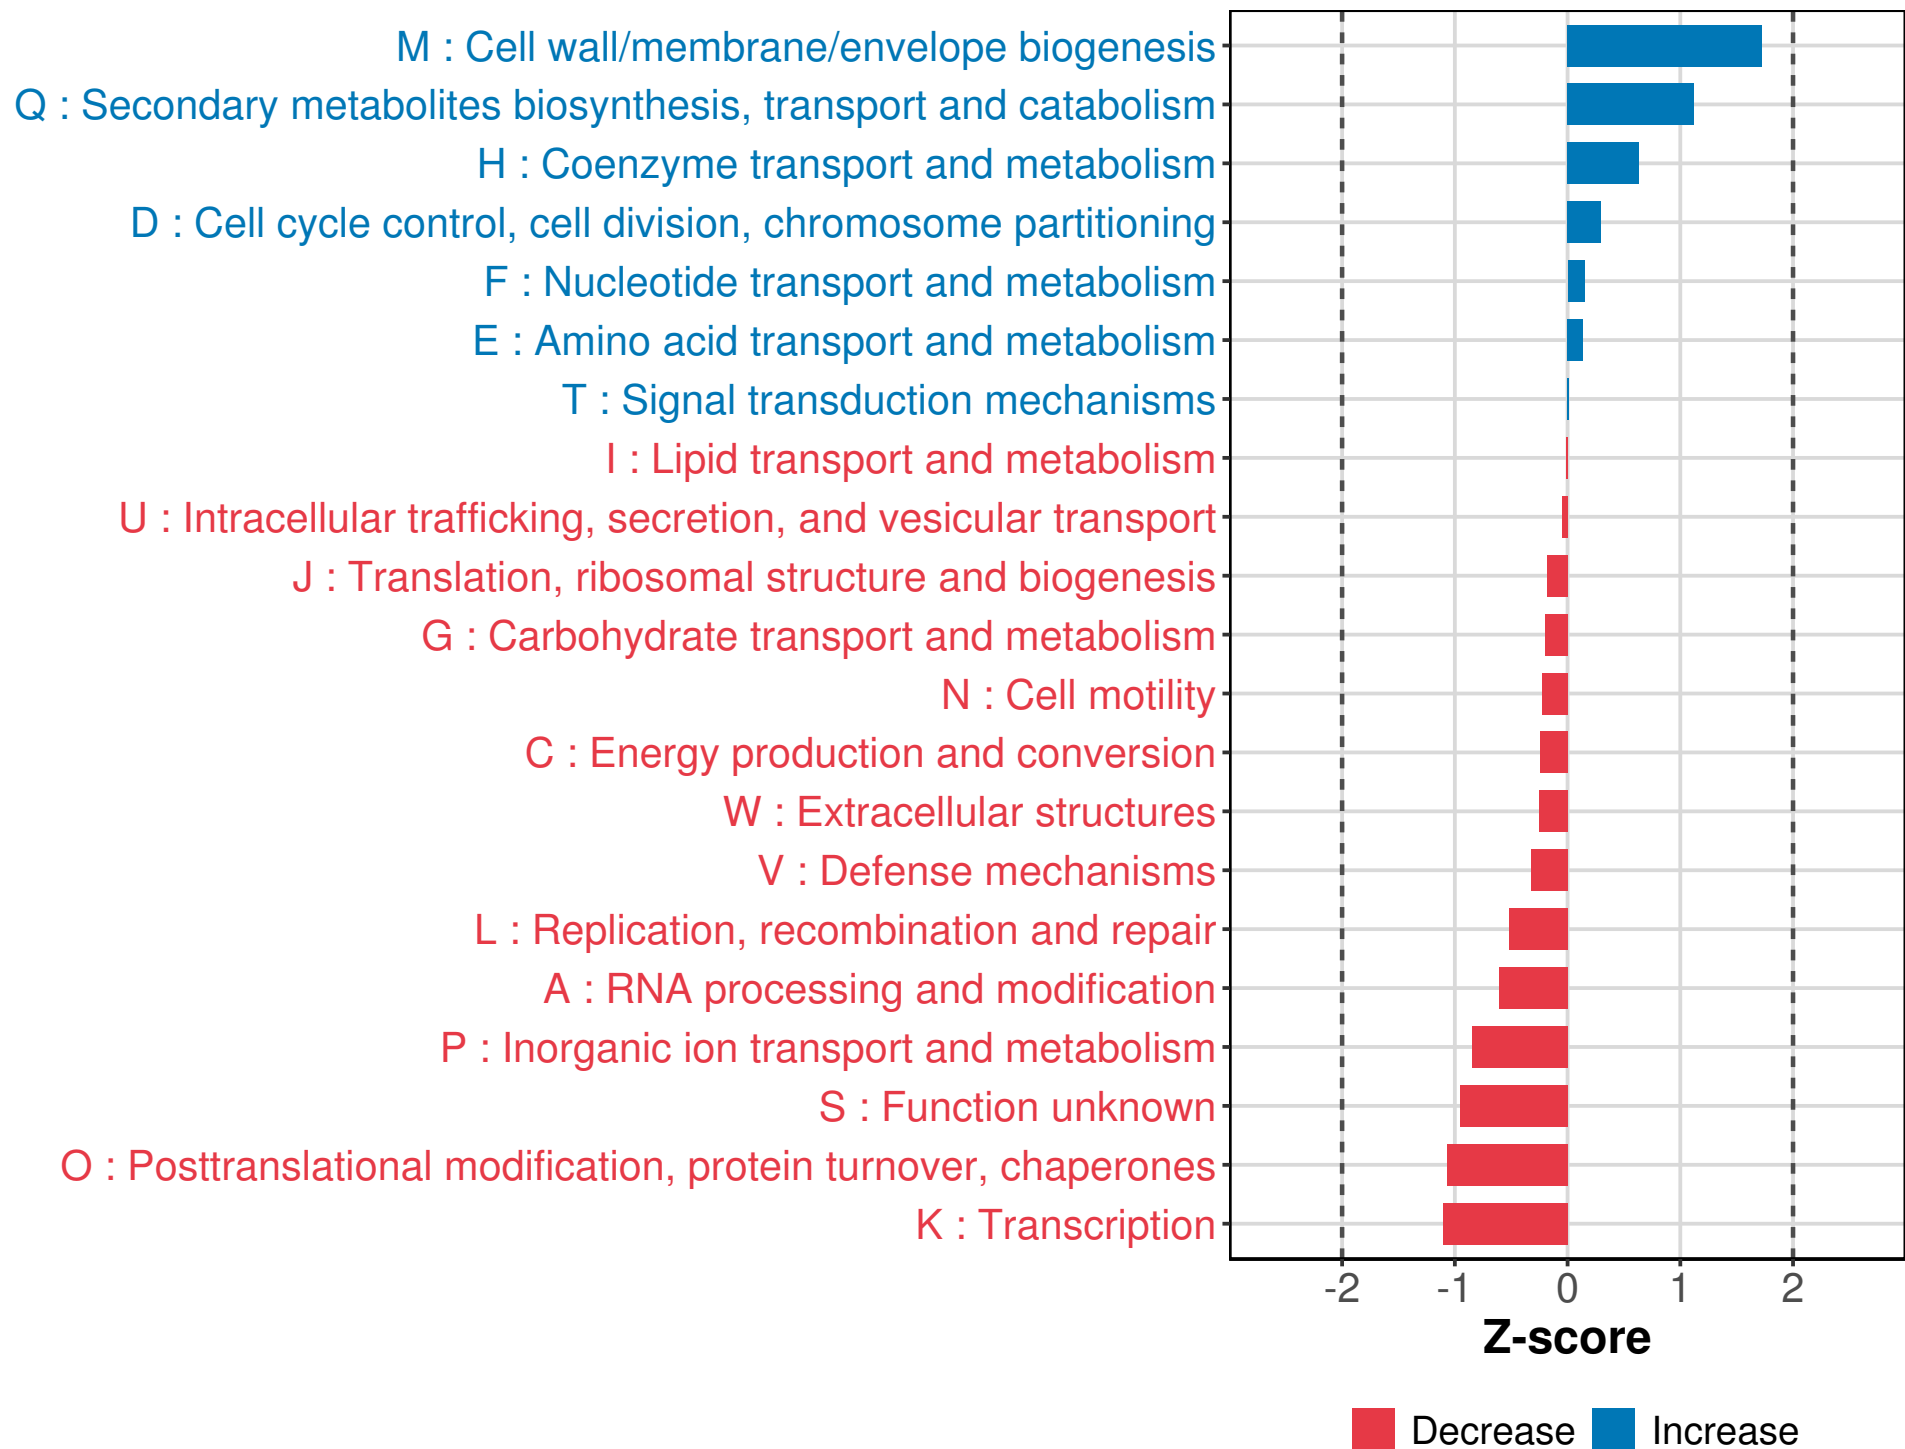 M : Cell wall/membrane/envelope biogenesis
Q : Secondary metabolites biosynthesis, transport and catabolism
H : Coenzyme transport and metabolism
D : Cell cycle control, cell division, chromosome partitioning
F : Nucleotide transport and metabolism
E : Amino acid transport and metabolism
T : Signal transduction mechanisms
I : Lipid transport and metabolism
U : Intracellular trafficking, secretion, and vesicular transport
J : Translation, ribosomal structure and biogenesis
G : Carbohydrate transport and metabolism
N : Cell motility
C : Energy production and conversion
W : Extracellular structures
V : Defense mechanisms
L : Replication, recombination and repair
A : RNA processing and modification
P : Inorganic ion transport and metabolism
S : Function unknown
O : Posttranslational modification, protein turnover, chaperones
K : Transcription
-2 -1 0 1 2
Z-score
Decrease Increase